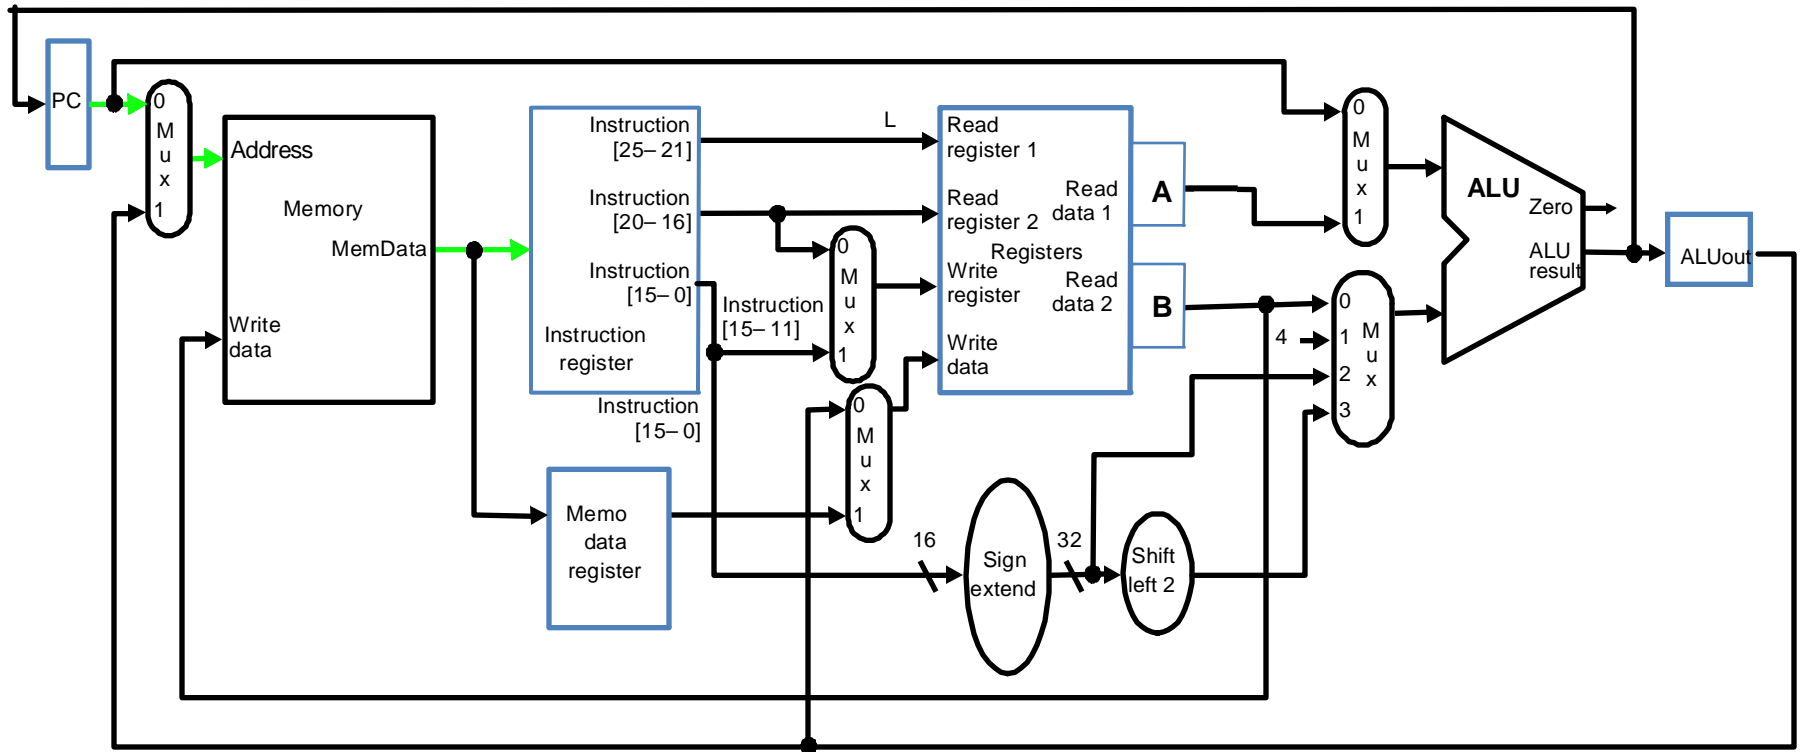 PC
0
M
u
x
1
Address
Memory
MemData
Write
data
Instruction
[25– 21]
Instruction
[20– 16]
Instruction
[15– 0]
Instruction
register
Instruction
[15– 11]
Instruction
[15– 0]
Memo
data
register
L
0
M
u
x
1
0
M
u
x
1
Read
register 1
Read
register 2
Registers
Write
register
Write
data
Read
data 1
Read
data 2
A
B
16
Sign
extend
32
Shift
left 2
4
0
M
u
x
1
0
1
2
3
M
u
x
ALU
Zero
ALU
result
ALUout